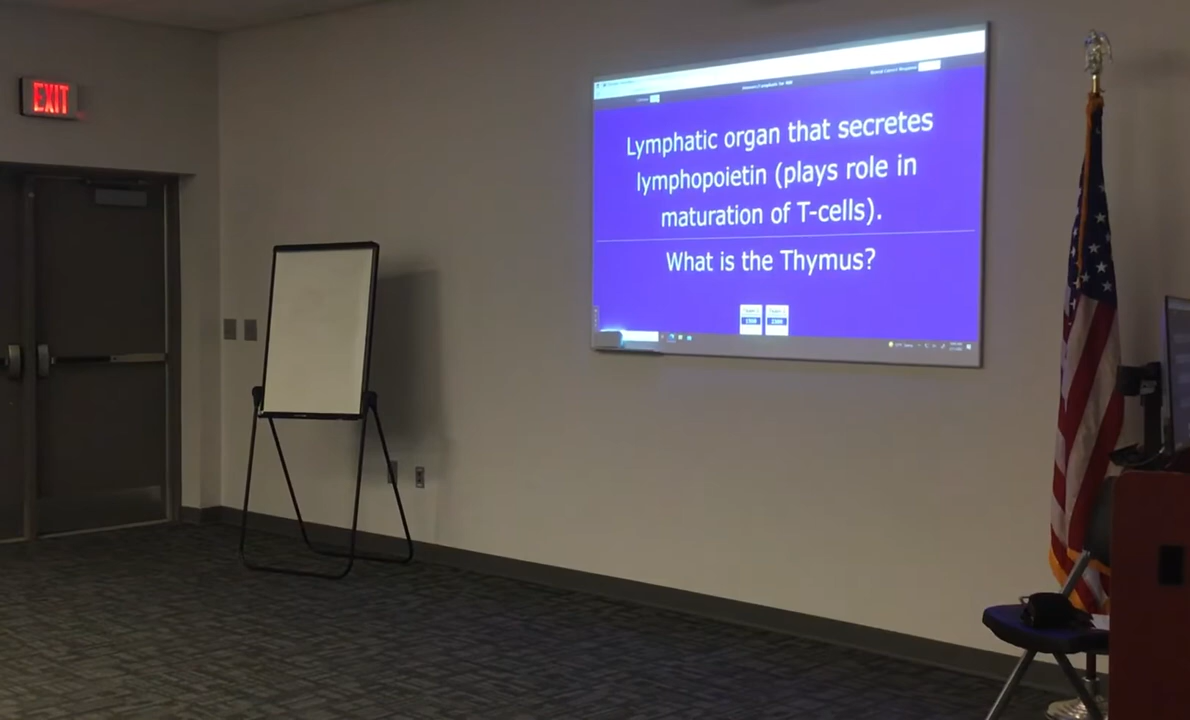 EXIT
Lymphatic organ that secretes
lymphopoietin (plays role in
maturation of T-cells).
What is the Thymus?